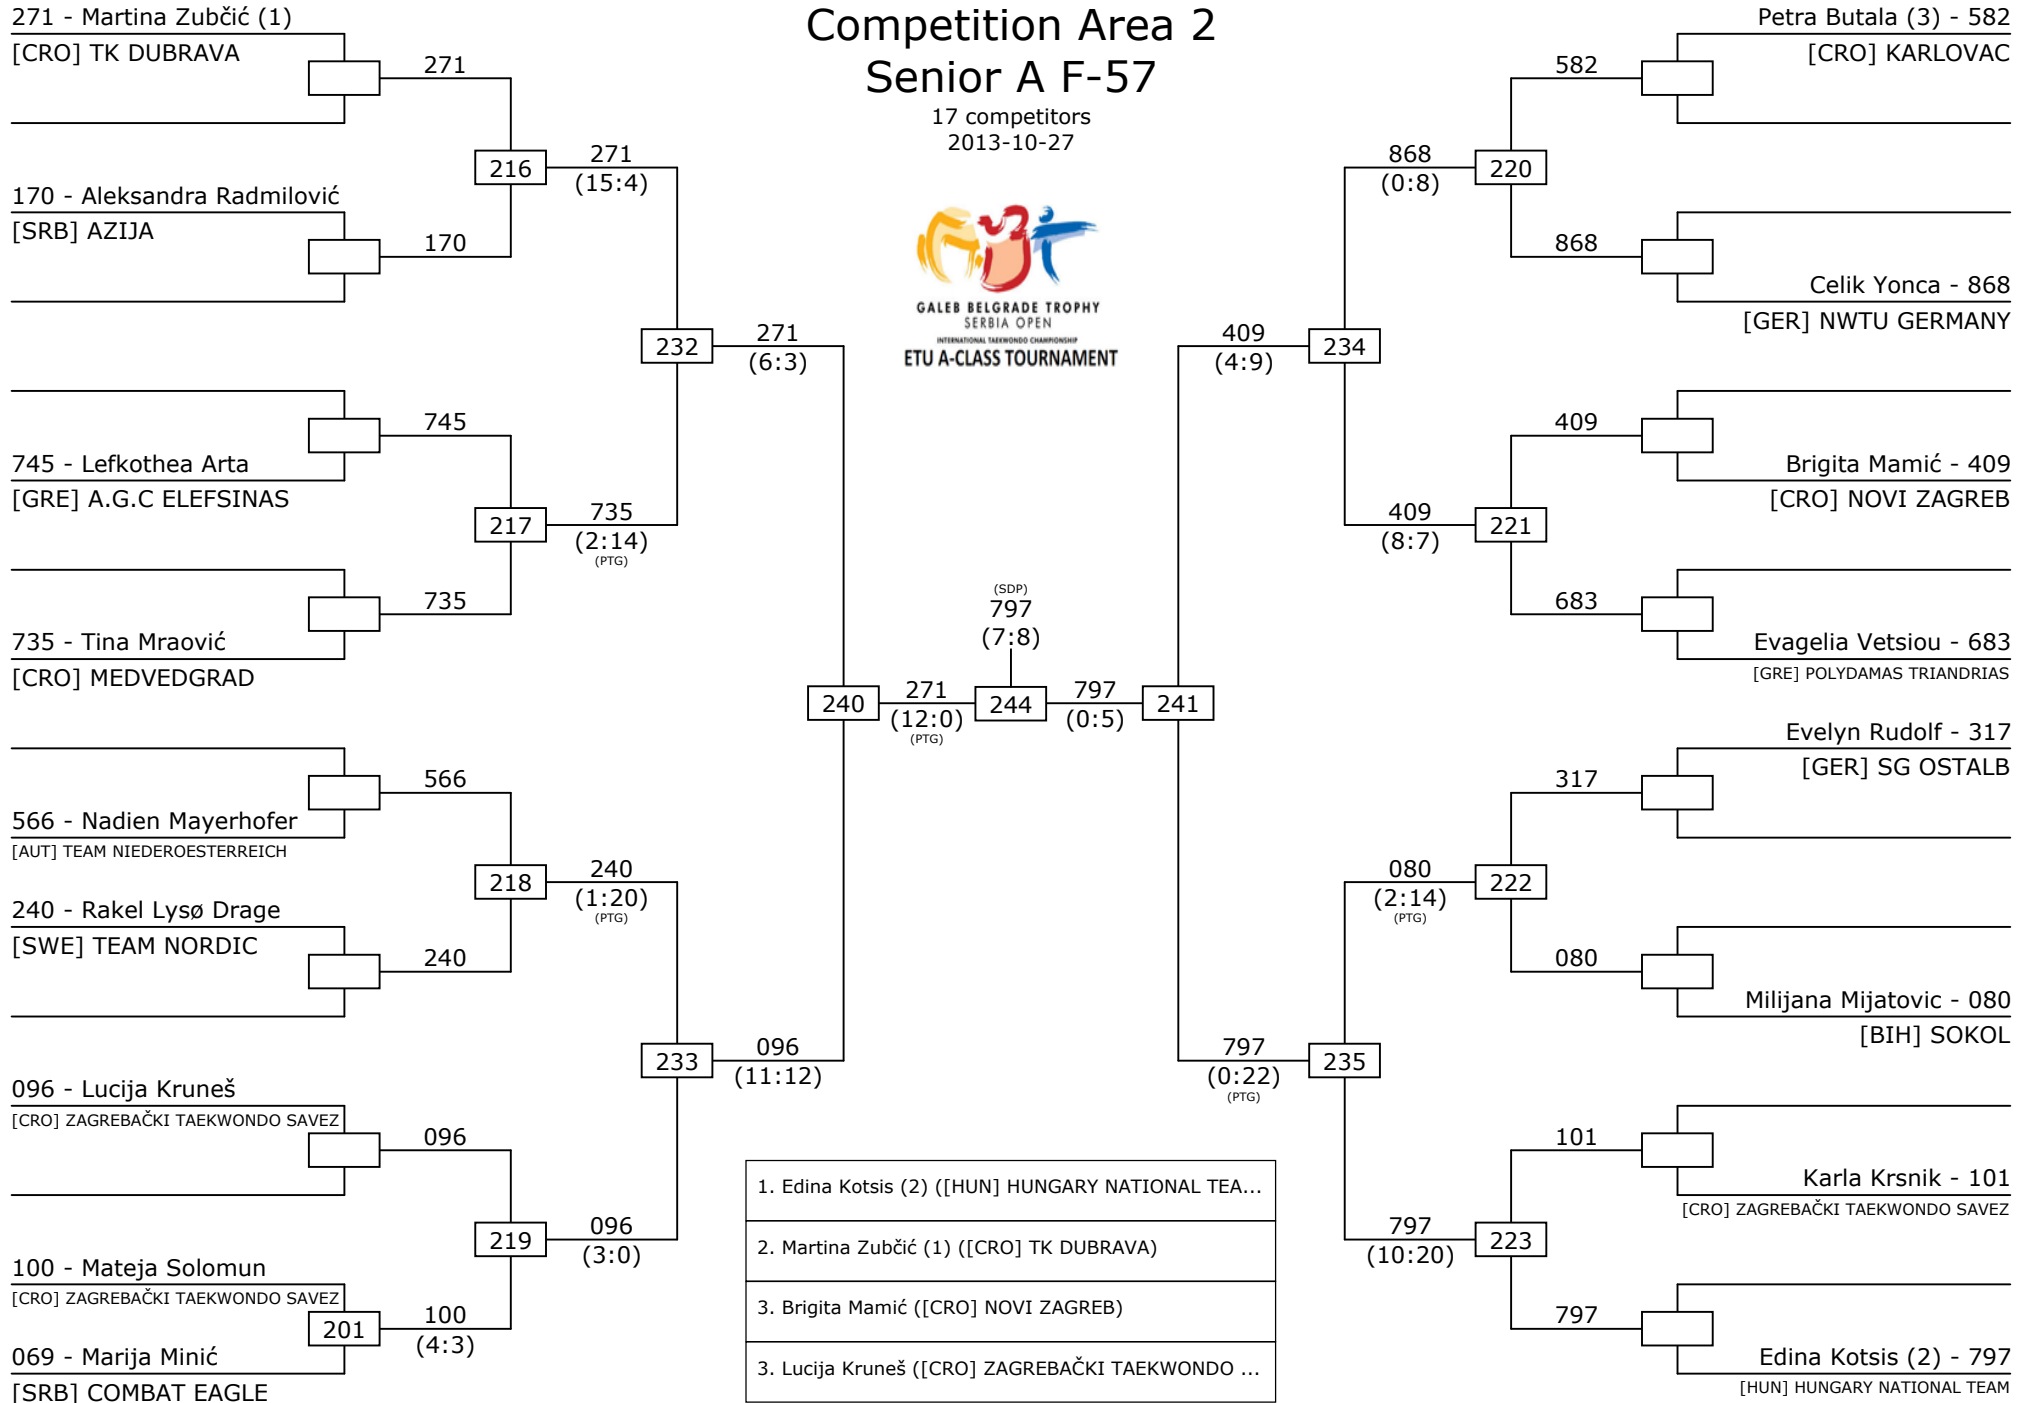 Competition Area 2
Senior A F-57
17 competitors
2013-10-27
GALEB BELGRADE TROPHY
SERBIA OPEN
INTERNATIONAL TAEKWONDO CHAMPIONSHIP
ETU A-CLASS TOURNAMENT
271 - Martina Zubčić (1)
[CRO] TK DUBRAVA
271
170 - Aleksandra Radmilović
[SRB] AZIJA
170
216
271
(15:4)
745 - Lefkothea Arta
[GRE] A.G.C ELEFSINAS
745
735 - Tina Mraović
[CRO] MEDVEDGRAD
735
217
735
(2:14)
(PTG)
232
271
(6:3)
566 - Nadien Mayerhofer
[AUT] TEAM NIEDEROESTERREICH
566
240 - Rakel Lysø Drage
[SWE] TEAM NORDIC
240
218
240
(1:20)
(PTG)
096 - Lucija Kruneš
[CRO] ZAGREBAČKI TAEKWONDO SAVEZ
096
100 - Mateja Solomun
[CRO] ZAGREBAČKI TAEKWONDO SAVEZ
069 - Marija Minić
[SRB] COMBAT EAGLE
201
100
(4:3)
219
096
(3:0)
233
096
(11:12)
240
271
(12:0)
(PTG)
(SDP)
797
(7:8)
244
797
(0:5)
241
Petra Butala (3) - 582
[CRO] KARLOVAC
582
Celik Yonca - 868
[GER] NWTU GERMANY
868
220
868
(0:8)
Brigita Mamić - 409
[CRO] NOVI ZAGREB
409
Evagelia Vetsiou - 683
[GRE] POLYDAMAS TRIANDRIAS
683
221
409
(8:7)
234
409
(4:9)
Evelyn Rudolf - 317
[GER] SG OSTALB
317
Milijana Mijatovic - 080
[BIH] SOKOL
080
222
080
(2:14)
(PTG)
Karla Krsnik - 101
[CRO] ZAGREBAČKI TAEKWONDO SAVEZ
101
Edina Kotsis (2) - 797
[HUN] HUNGARY NATIONAL TEAM
797
223
797
(10:20)
235
797
(0:22)
(PTG)
1. Edina Kotsis (2) ([HUN] HUNGARY NATIONAL TEA...
2. Martina Zubčić (1) ([CRO] TK DUBRAVA)
3. Brigita Mamić ([CRO] NOVI ZAGREB)
3. Lucija Kruneš ([CRO] ZAGREBAČKI TAEKWONDO ...